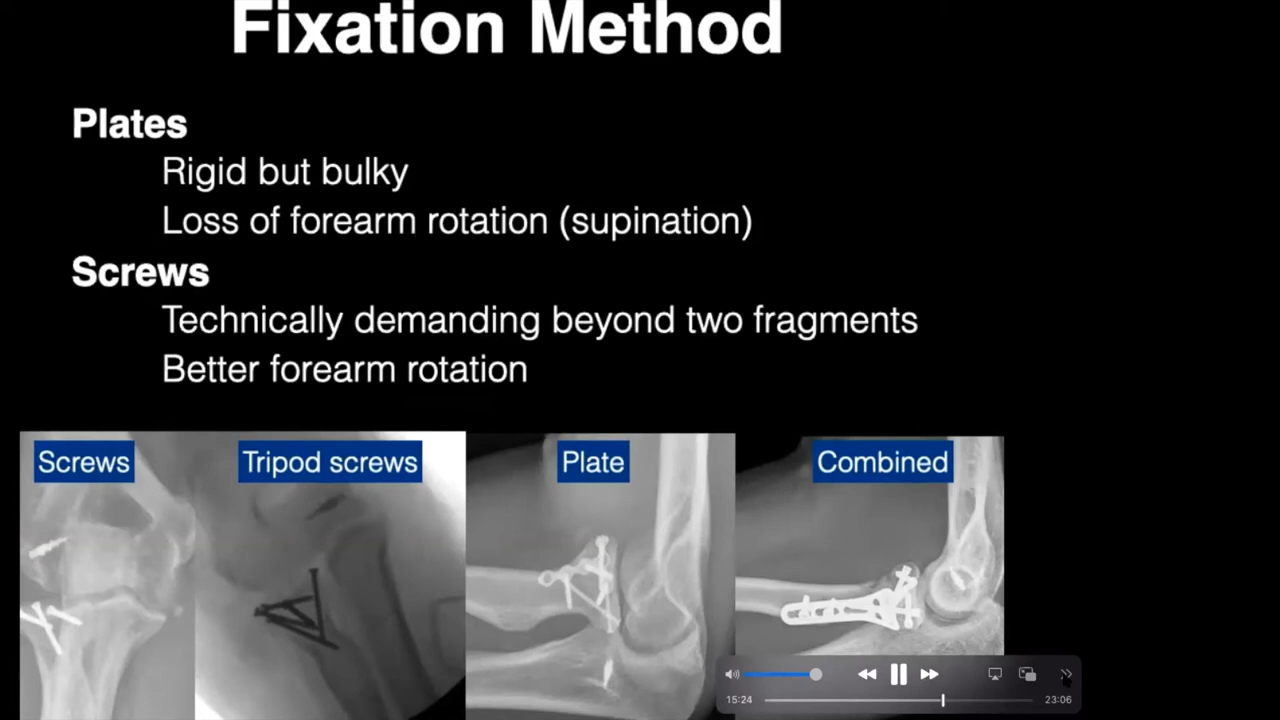 Fixation Method
Plates
Rigid but bulky
Loss of forearm rotation (supination)
Screws
Technically demanding beyond two fragments
Better forearm rotation
Screws
Tripod screws
Plate
Combined
15:24
23:06